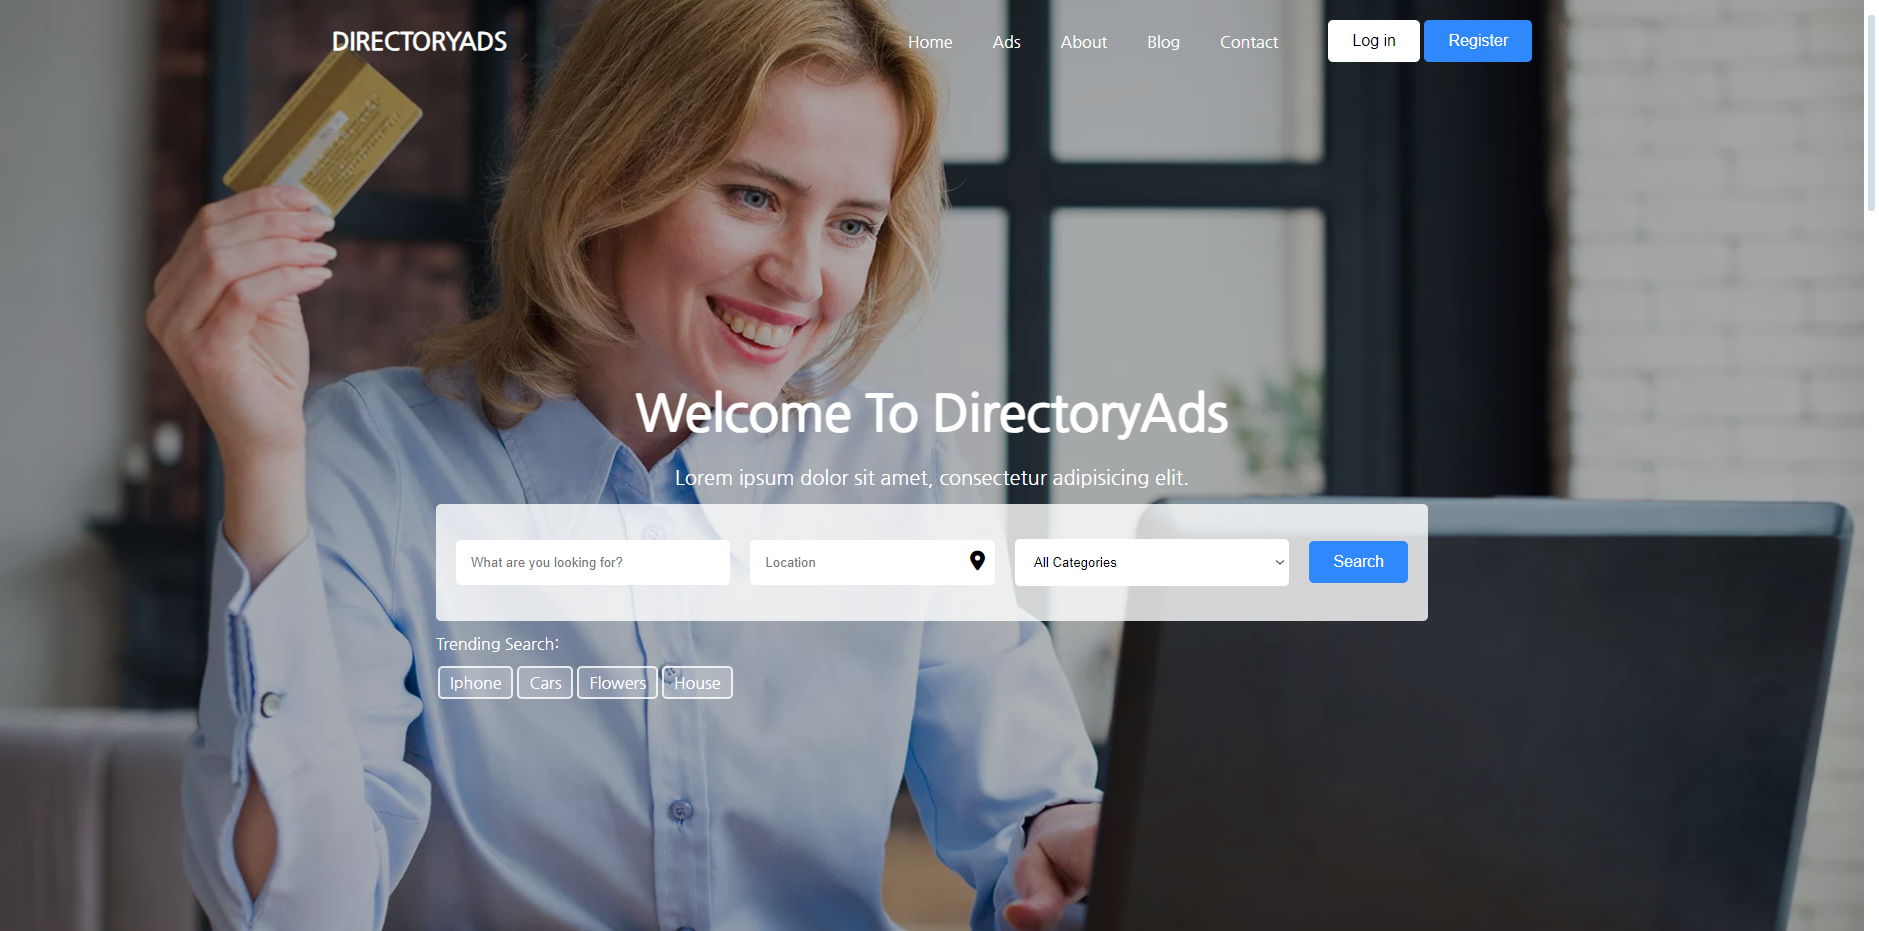 DIRECTORYADS
Home Ads About Blog Contact Log in Register
Welcome To DirectoryAds
Lorem ipsum dolor sit amet, consectetur adipisicing elit.
What are you looking for? Location All Categories Search
Trending Search:
Iphone Cars Flowers House